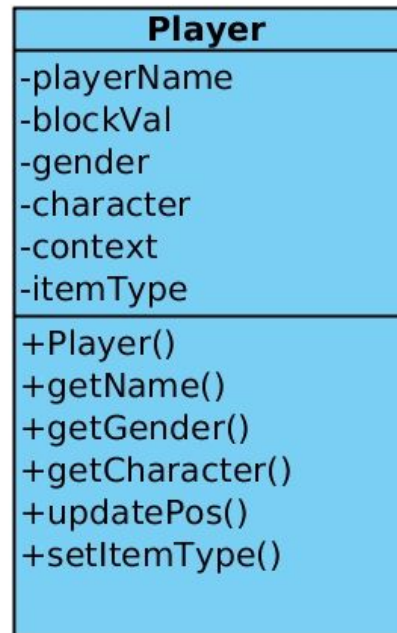 Player
-playerName
-blockVal
-gender
-character
-context
-itemType
+Player()
+getName()
+getGender()
+getCharacter()
+updatePos()
+setItemType()